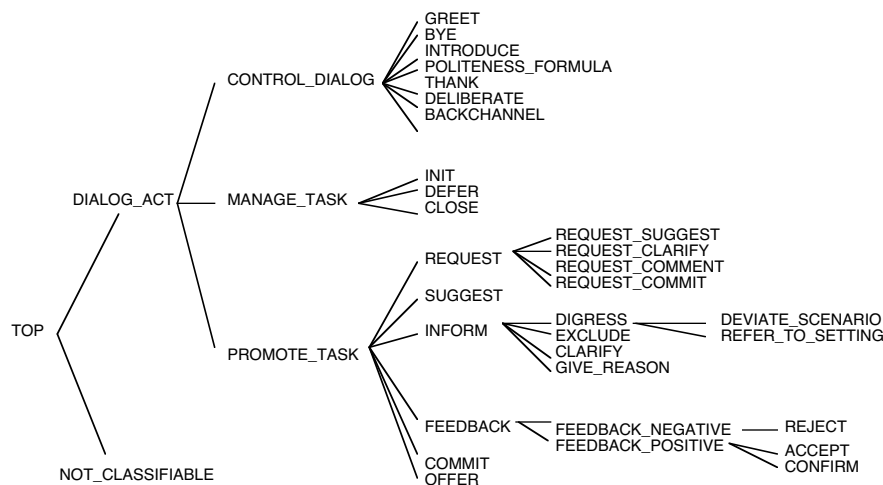 GREET
BYE
INTRODUCE
POLITENESS_FORMULA
CONTROL_DIALOG
THANK
DELIBERATE
BACKCHANNEL
INIT
DIALOG_ACT
MANAGE_TASK
DEFER
CLOSE
REQUEST_SUGGEST
REQUEST
REQUEST_CLARIFY
REQUEST_COMMENT
REQUEST_COMMIT
SUGGEST
TOP
INFORM
DIGRESS
DEVIATE_SCENARIO
EXCLUDE
REFER_TO_SETTING
PROMOTE_TASK
CLARIFY
GIVE_REASON
FEEDBACK
FEEDBACK_NEGATIVE
REJECT
FEEDBACK_POSITIVE
ACCEPT
CONFIRM
COMMIT
OFFER
NOT_CLASSIFIABLE